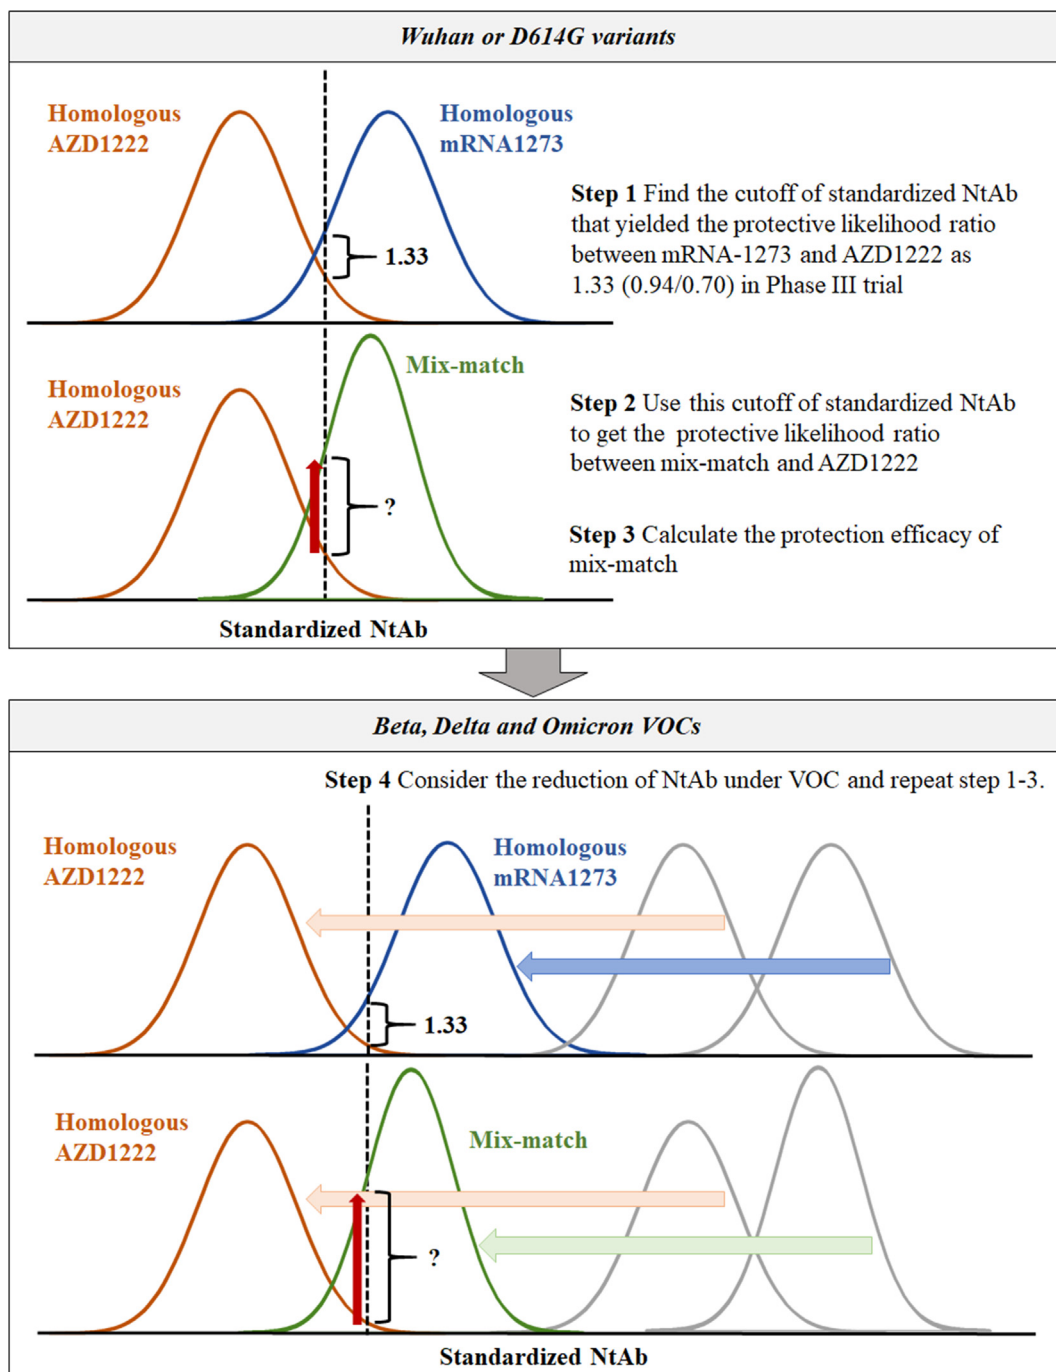 Wuhan or D614G variants
Homologous
AZD1222
Homologous
mRNA1273
1.33
Step 1 Find the cutoff of standardized NtAb
that yielded the protective likelihood ratio
between mRNA-1273 and AZD1222 as
1.33 (0.94/0.70) in Phase III trial
Homologous
AZD1222
Mix-match
?
Step 2 Use this cutoff of standardized NtAb
to get the protective likelihood ratio
between mix-match and AZD1222
Step 3 Calculate the protection efficacy of
mix-match
Standardized NtAb
Beta, Delta and Omicron VOCs
Step 4 Consider the reduction of NtAb under VOC and repeat step 1-3.
Homologous
AZD1222
Homologous
mRNA1273
1.33
Homologous
AZD1222
Mix-match
?
Standardized NtAb